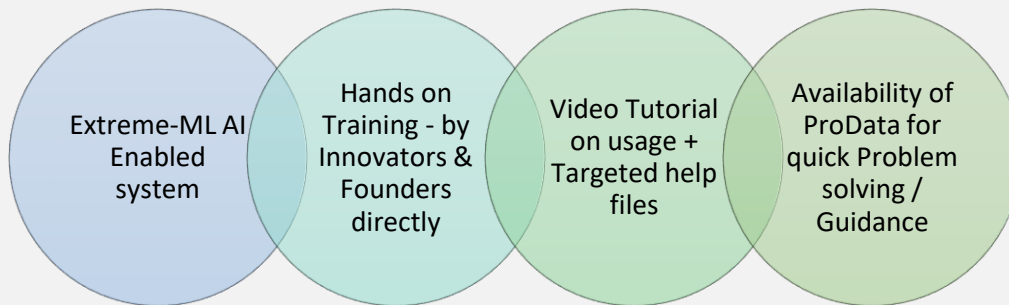 Extreme-ML AI
Enabled
system
Hands on
Training - by
Innovators &
Founders
directly
Video Tutorial
on usage +
Targeted help
files
Availability of
ProData for
quick Problem
solving /
Guidance